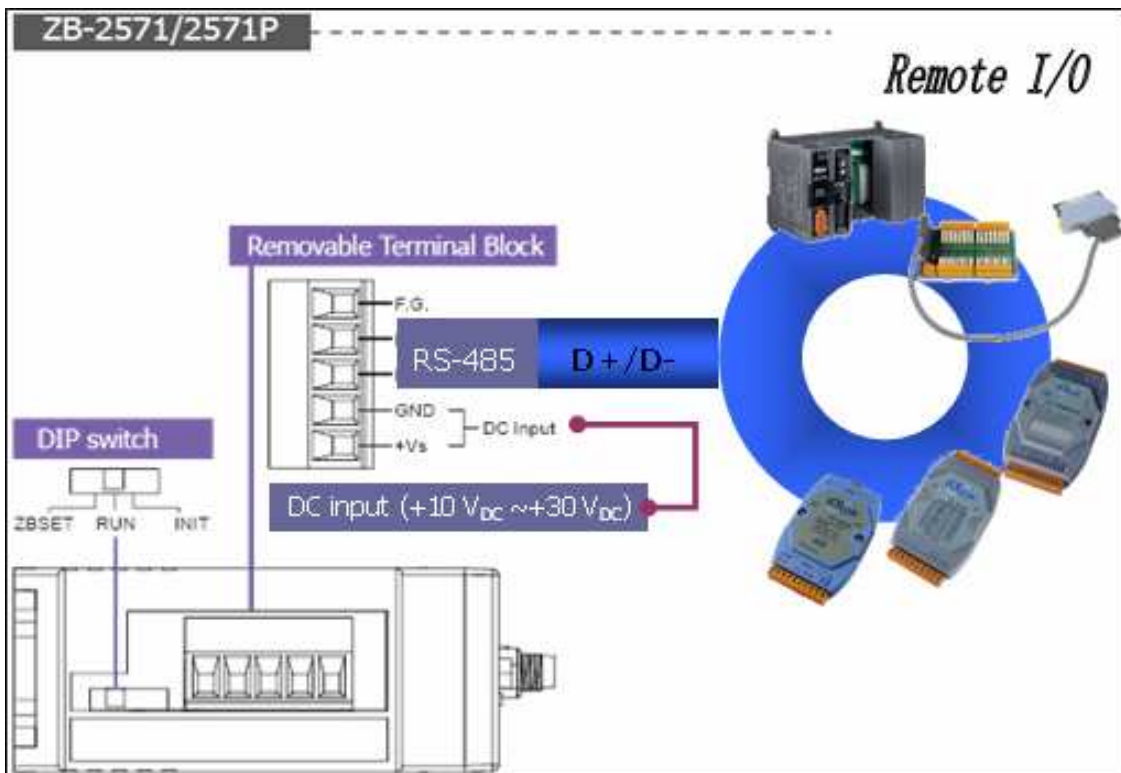 ZB-2571/2571P
Remote I/O
Removable Terminal Block
F.G.
RS-485
D+/D-
GND
+Vs
DC Input
DIP switch
ZBSET RUN INIT
DC input (+10 VDC ~+30 VDC)